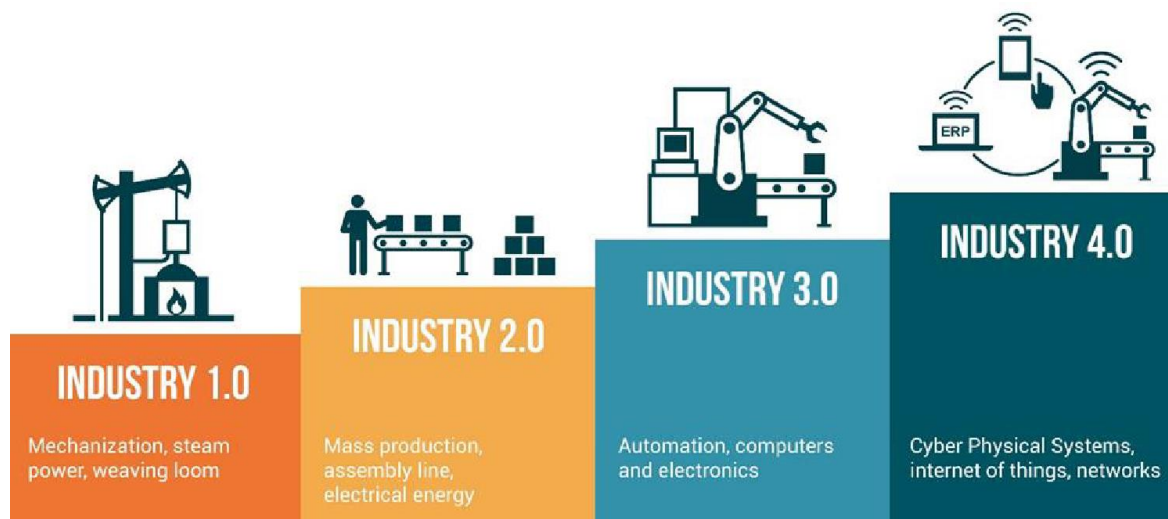 ERP
INDUSTRY 1.0
Mechanization, steam
power, weaving loom
INDUSTRY 2.0
Mass production,
assembly line,
electrical energy
INDUSTRY 3.0
Automation, computers
and electronics
INDUSTRY 4.0
Cyber Physical Systems,
internet of things, networks